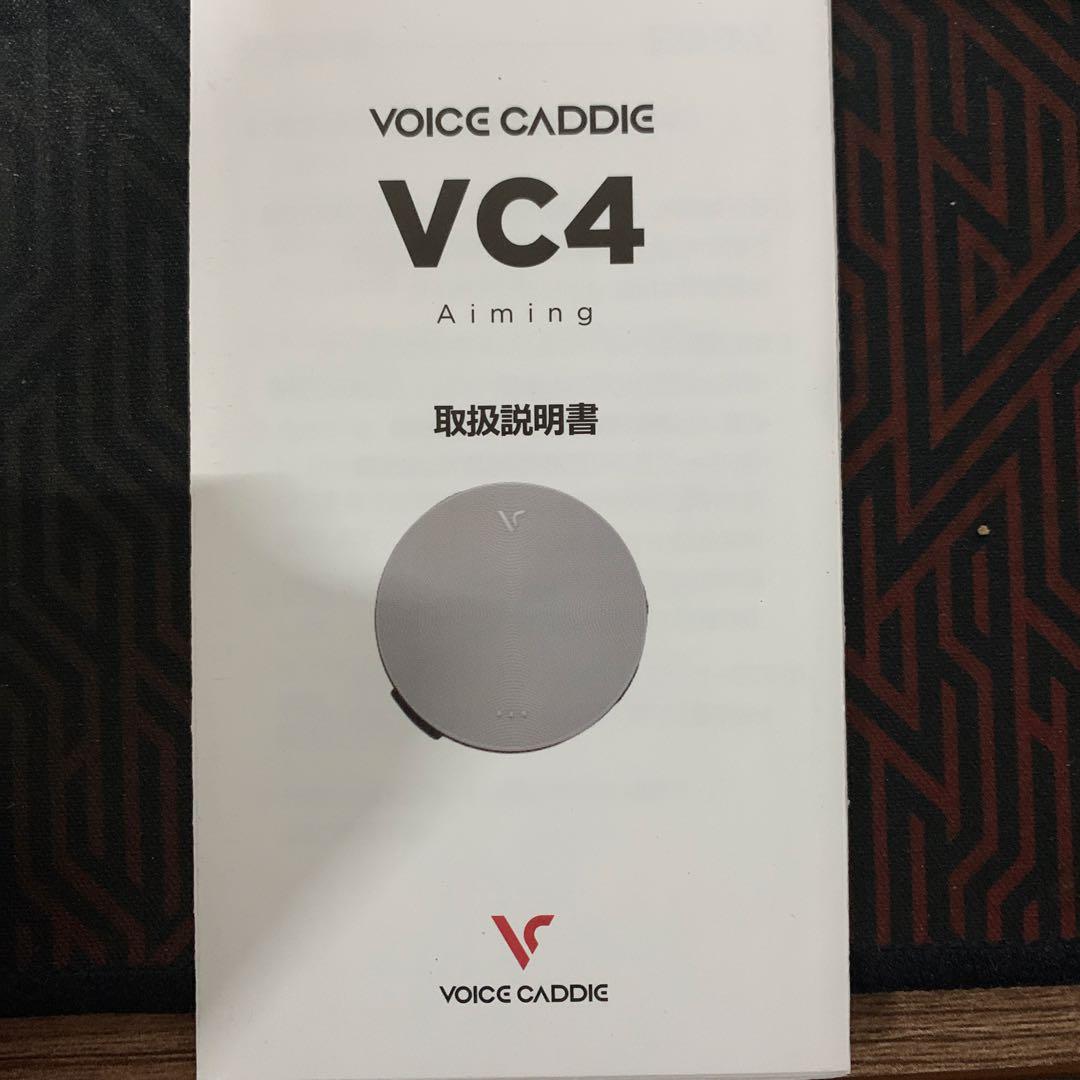 VOICE CADDIE
VC4
Aiming
取扱説明書
VOICE CADDIE